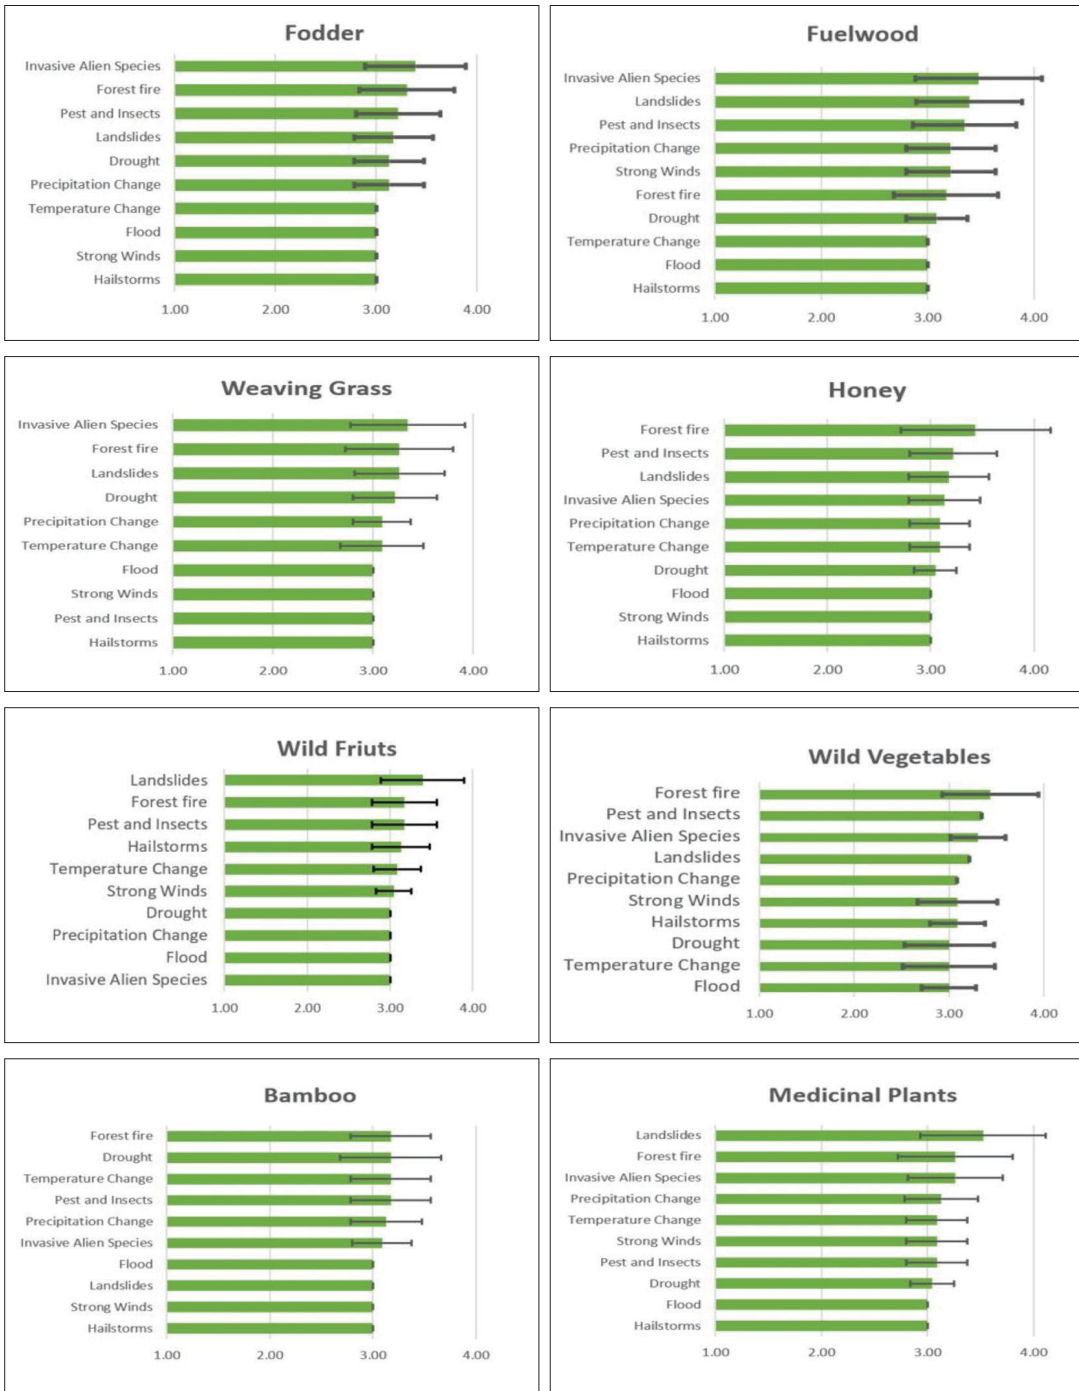 Fodder
Invasive Alien Species
Forest fire
Pest and Insects
Landslides
Drought
Precipitation Change
Temperature Change
Flood
Strong Winds
Hailstorms
1.00 2.00 3.00 4.00
Fuelwood
Invasive Alien Species
Landslides
Pest and Insects
Precipitation Change
Strong Winds
Forest fire
Drought
Temperature Change
Flood
Hailstorms
1.00 2.00 3.00 4.00
Weaving Grass
Invasive Alien Species
Forest fire
Landslides
Drought
Precipitation Change
Temperature Change
Flood
Strong Winds
Pest and Insects
Hailstorms
1.00 2.00 3.00 4.00
Honey
Forest fire
Pest and Insects
Landslides
Invasive Alien Species
Precipitation Change
Temperature Change
Drought
Flood
Strong Winds
Hailstorms
1.00 2.00 3.00 4.00
Wild Friuts
Landslides
Forest fire
Pest and Insects
Hailstorms
Temperature Change
Strong Winds
Drought
Precipitation Change
Flood
Invasive Alien Species
1.00 2.00 3.00 4.00
Wild Vegetables
Forest fire
Pest and Insects
Invasive Alien Species
Landslides
Precipitation Change
Strong Winds
Hailstorms
Drought
Temperature Change
Flood
1.00 2.00 3.00 4.00
Bamboo
Forest fire
Drought
Temperature Change
Pest and Insects
Precipitation Change
Invasive Alien Species
Flood
Landslides
Strong Winds
Hailstorms
1.00 2.00 3.00 4.00
Medicinal Plants
Landslides
Forest fire
Invasive Alien Species
Precipitation Change
Temperature Change
Strong Winds
Pest and Insects
Drought
Flood
Hailstorms
1.00 2.00 3.00 4.00